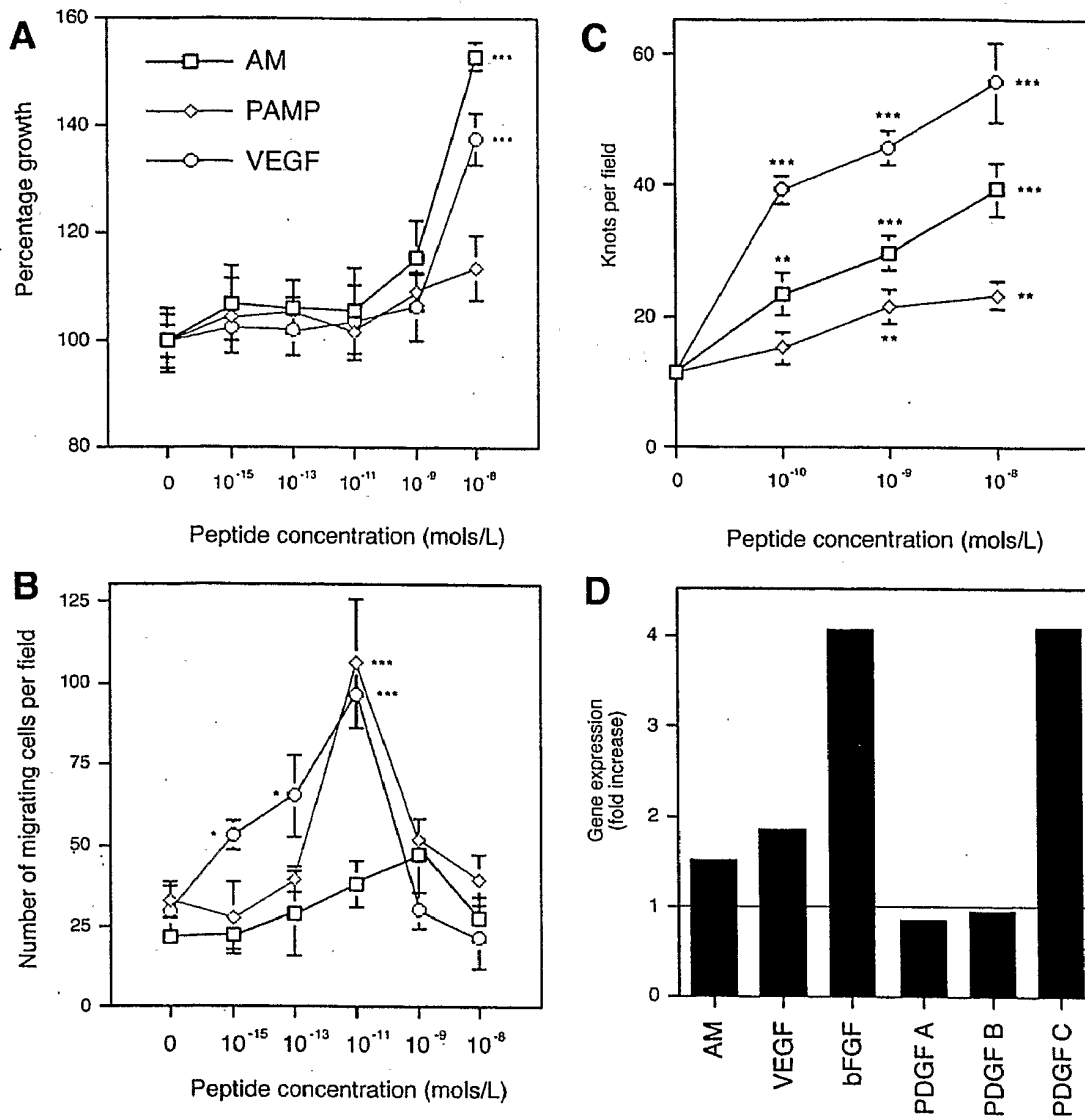 A
160
140
120
100
80
Percentage growth
AM
PAMP
VEGF
***
***
0 10⁻¹⁵ 10⁻¹³ 10⁻¹¹ 10⁻⁹ 10⁻⁸
Peptide concentration (mols/L)
C
60
40
20
0
Knots per field
***
***
***
**
***
***
**
**
0 10⁻¹⁰ 10⁻⁹ 10⁻⁸
Peptide concentration (mols/L)
B
125
100
75
50
25
0
Number of migrating cells per field
*
*
***
***
0 10⁻¹⁵ 10⁻¹³ 10⁻¹¹ 10⁻⁹ 10⁻⁸
Peptide concentration (mols/L)
D
4
3
2
1
0
Gene expression
(fold increase)
AM
VEGF
bFGF
PDGF A
PDGF B
PDGF C